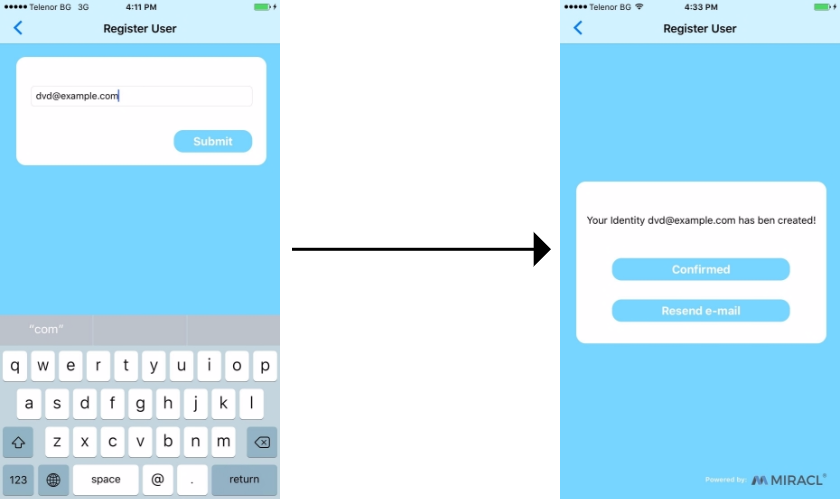 Telenor BG 3G 4:11 PM
Register User
dvd@example.com
Submit
"com"
q w e r t y u i o p
a s d f g h j k l
z x c v b n m
123 space @ . return
Telenor BG 4:33 PM
Register User
Your Identity dvd@example.com has ben created!
Confirmed
Resend e-mail
Powered by: MIRACL®